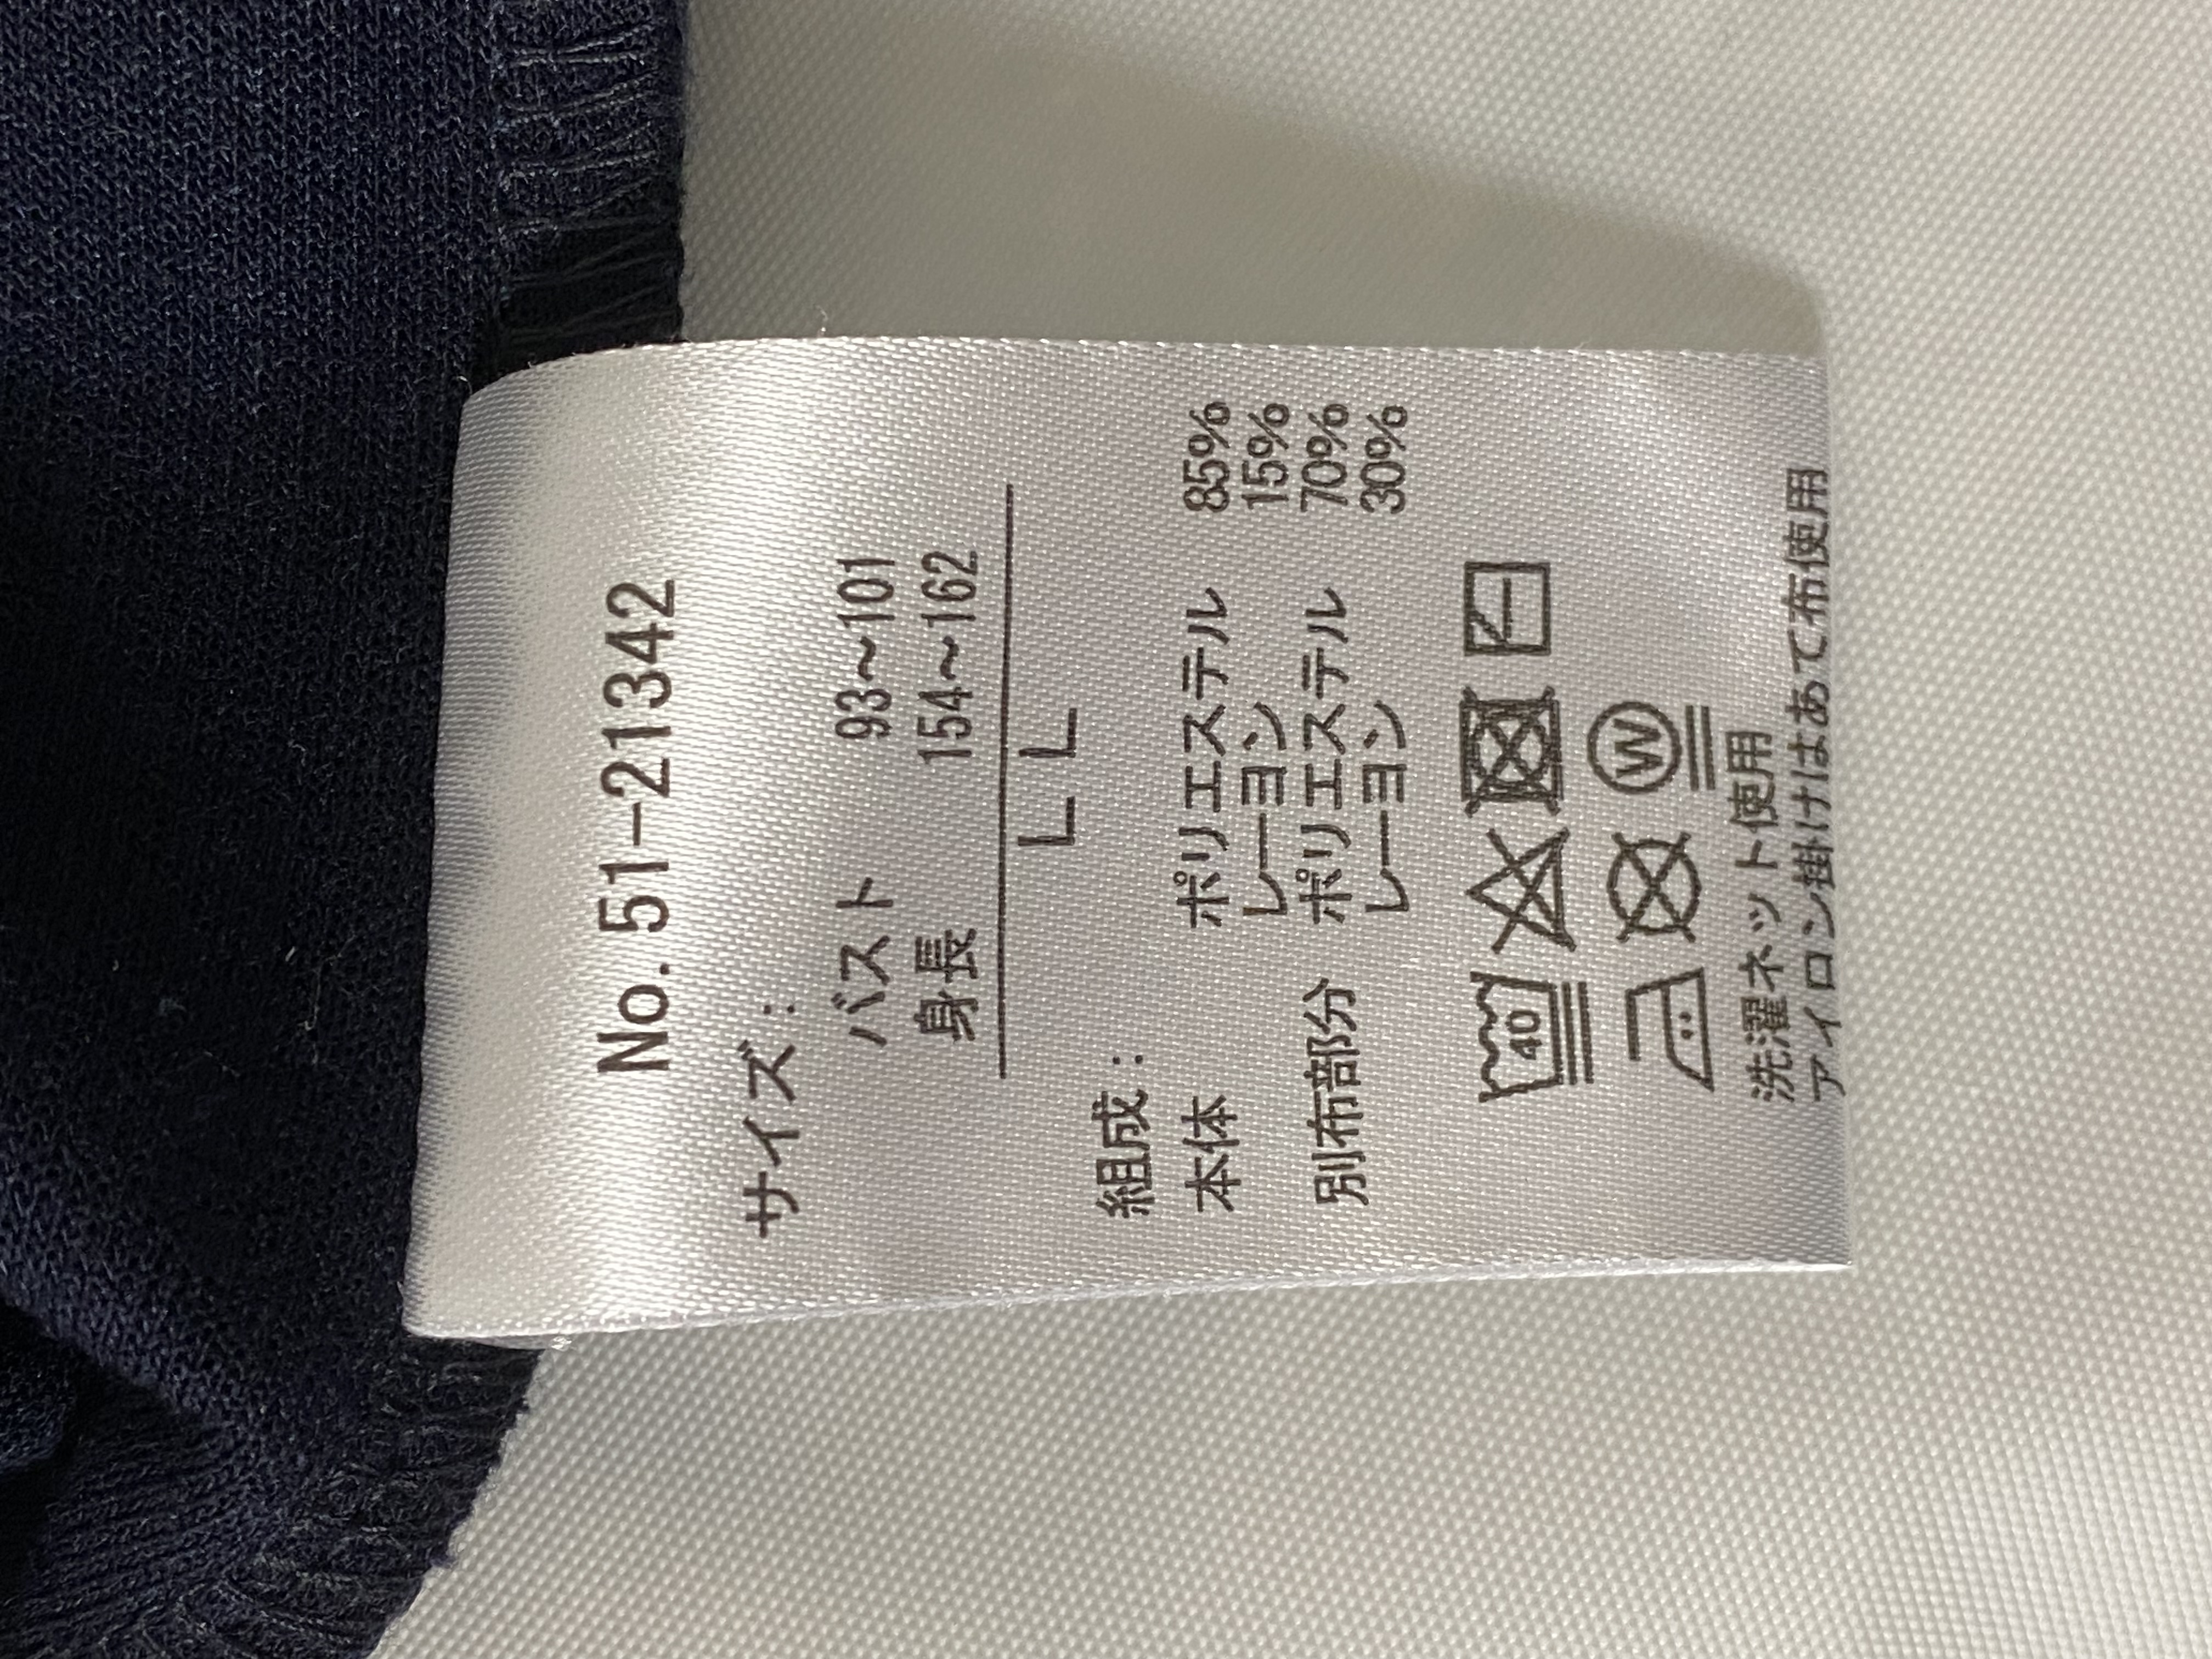 No.51-21342
サイズ:
バスト 93~101
身長 154~162
LL
組成:
本体 ポリエステル 85%
レーヨン 15%
別布部分 ポリエステル 70%
レーヨン 30%
40
W
洗濯ネット使用
アイロン掛けはあて布使用